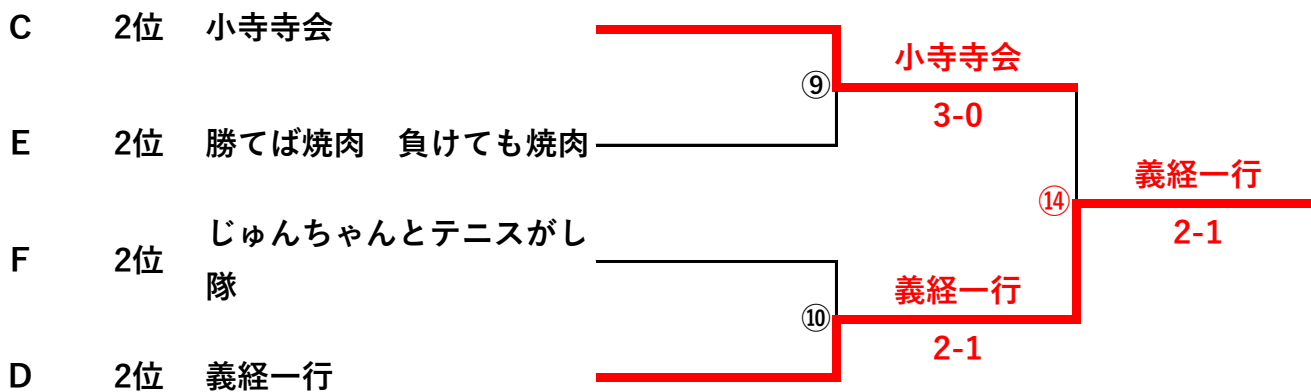 C 2位 小寺寺会
小寺寺会
⑨
3-0
E 2位 勝てば焼肉 負けても焼肉
義経一行
⑭
2-1
じゅんちゃんとテニスがし
F 2位
隊
義経一行
⑩
2-1
D 2位 義経一行